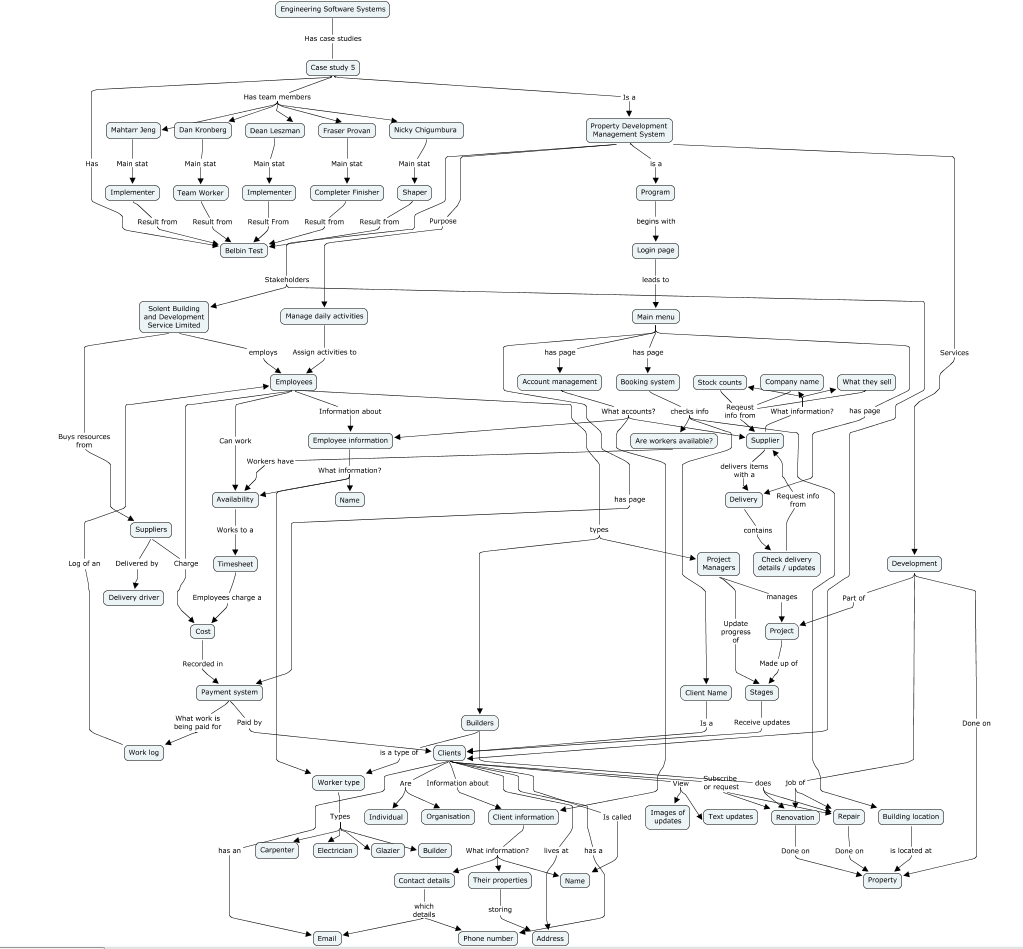 Engineering Software Systems
Has case studies
Case study 5
Has team members
Is a
Mahtarr Jeng
Dan Kronberg
Dean Leszman
Fraser Provan
Nicky Chigumbura
Property Development
Management System
Has
Main stat
Main stat
Main stat
Main stat
Main stat
is a
Implementer
Team Worker
Implementer
Completer Finisher
Shaper
Program
Result from
Result from
Result From
Result from
Result from
Purpose
begins with
Belbin Test
Login page
Stakeholders
leads to
Solent Building
and Development
Service Limited
Manage daily activities
Main menu
employs
Assign activities to
has page
has page
Services
Employees
Account management
Booking system
Stock counts
Company name
What they sell
Information about
What accounts?
checks info
Reqeust
info from
What information?
has page
Buys resources
from
Can work
Employee information
Are workers available?
Supplier
Workers have
What information?
delivers items
with a
Availability
Name
has page
Delivery
Request info
from
Suppliers
Works to a
types
contains
Log of an
Delivered by
Charge
Timesheet
Project
Managers
Check delivery
details / updates
Development
Delivery driver
Employees charge a
manages
Part of
Cost
Update
progress
of
Project
Recorded in
Made up of
Payment system
Client Name
Stages
What work is
being paid for
Paid by
Builders
Is a
Receive updates
Done on
Work log
is a type of
Clients
Worker type
Are
Information about
View
Subscribe
or request
does
job of
Types
Individual
Organisation
Client information
Is called
Images of
updates
Text updates
Renovation
Repair
Building location
has an
Carpenter
Electrician
Glazier
Builder
What information?
lives at
has a
Done on
Done on
is located at
Contact details
Their properties
Name
Property
which
details
storing
Email
Phone number
Address